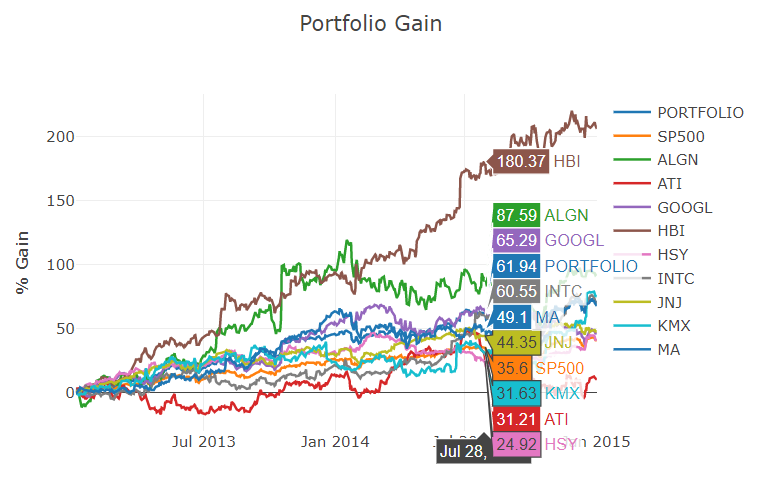 Portfolio Gain
% Gain
200
150
100
50
0
Jul 2013
Jan 2014
2015
PORTFOLIO
SP500
ALGN
ATI
GOOGL
HBI
HSY
INTC
JNJ
KMX
MA
180.37 HBI
87.59 ALGN
65.29 GOOGL
61.94 PORTFOLIO
60.55 INTC
49.1 MA
44.35 JNJ
35.6 SP500
31.63 KMX
31.21 ATI
24.92 HSY
Jul 28,